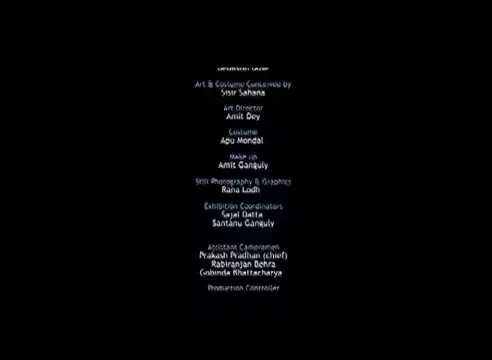 Art & Costume Concieved by
Sisir Sahana
Art Director
Amit Dey
Costume
Apu Mondal
Make up
Amit Ganguly
Still Photography & Graphics
Rana Lodh
Exhibition Coordinators
Sajal Datta
Santanu Ganguly
Assistant Cameramen
Prakash Pradhan (chief)
Rabiranjan Behra
Gobinda Bhattacharya
Production Controller